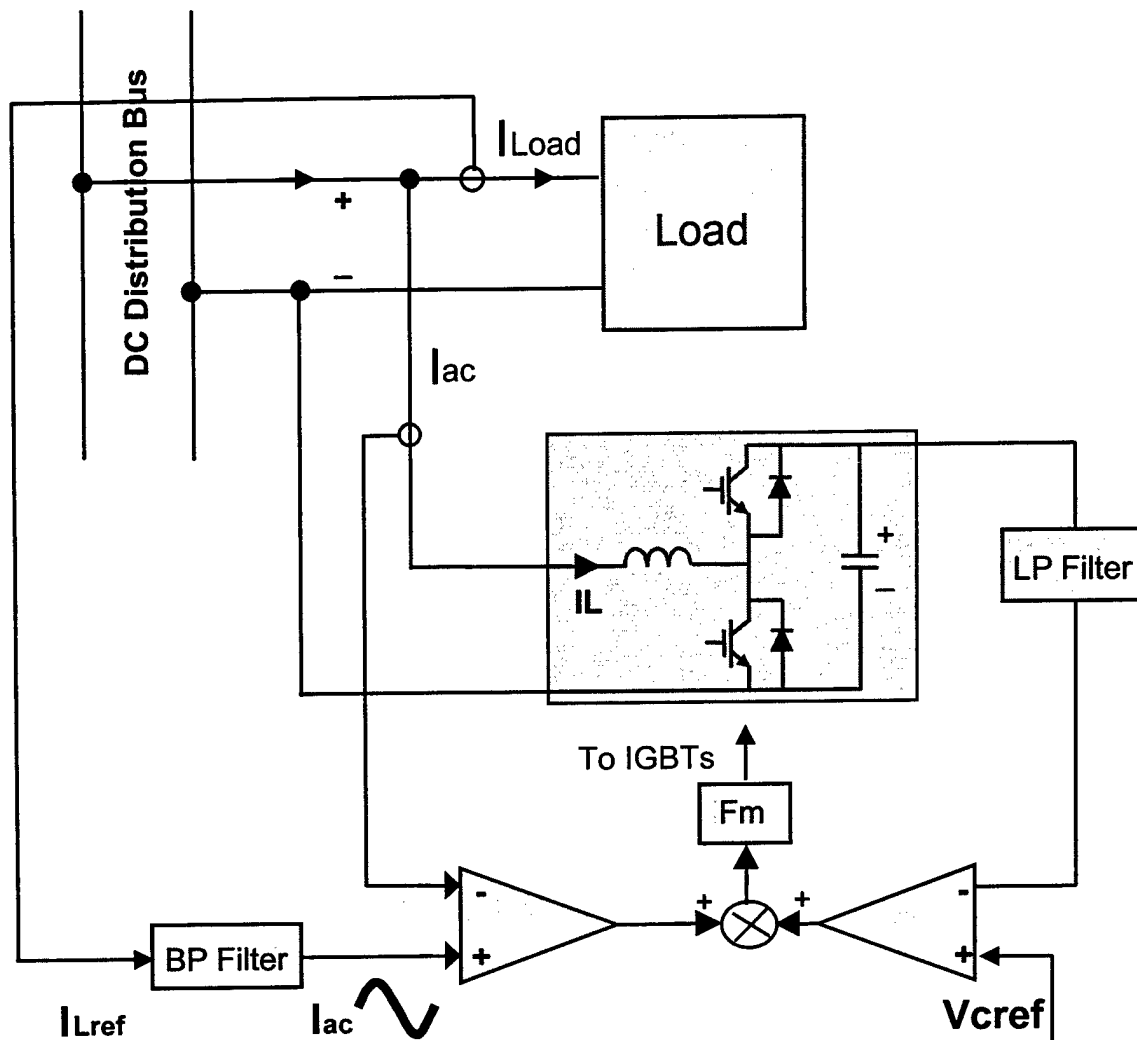 DC Distribution Bus
ILoad
+
–
Load
Iac
+
–
IL
LP Filter
To IGBTs
Fm
-
+
+
+
-
+
BP Filter
ILref
Iac
Vcref